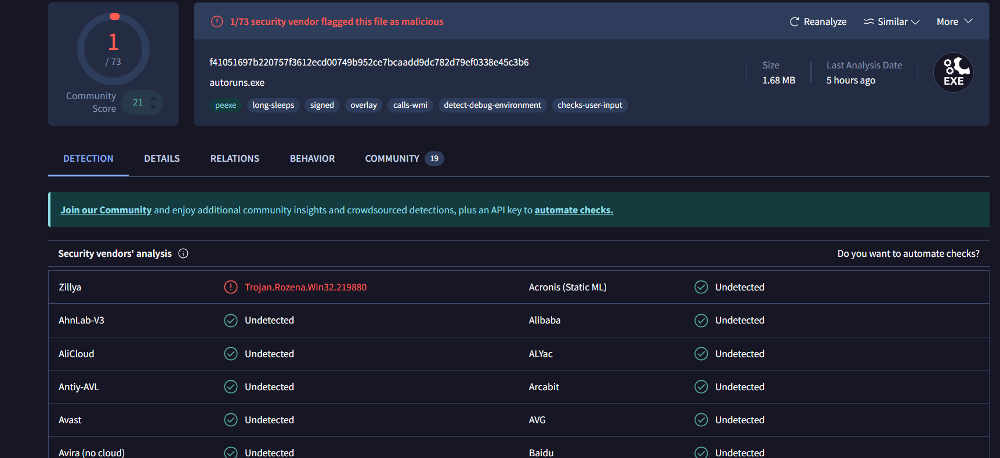 1
/ 73
Community
Score
21
1/73 security vendor flagged this file as malicious
Reanalyze
Similar
More
f41051697b220757f3612ecd00749b952ce7bcaadd9dc782d79ef0338e45c3b6
autoruns.exe
peexe long-sleeps signed overlay calls-wmi detect-debug-environment checks-user-input
Size
1.68 MB
Last Analysis Date
5 hours ago
EXE
DETECTION DETAILS RELATIONS BEHAVIOR COMMUNITY 19
Join our Community and enjoy additional community insights and crowdsourced detections, plus an API key to automate checks.
Security vendors' analysis Do you want to automate checks?
Zillya Trojan.Rozena.Win32.219880 Acronis (Static ML) Undetected
AhnLab-V3 Undetected Alibaba Undetected
AliCloud Undetected ALYac Undetected
Antiy-AVL Undetected Arcabit Undetected
Avast Undetected AVG Undetected
Avira (no cloud) Undetected Baidu Undetected